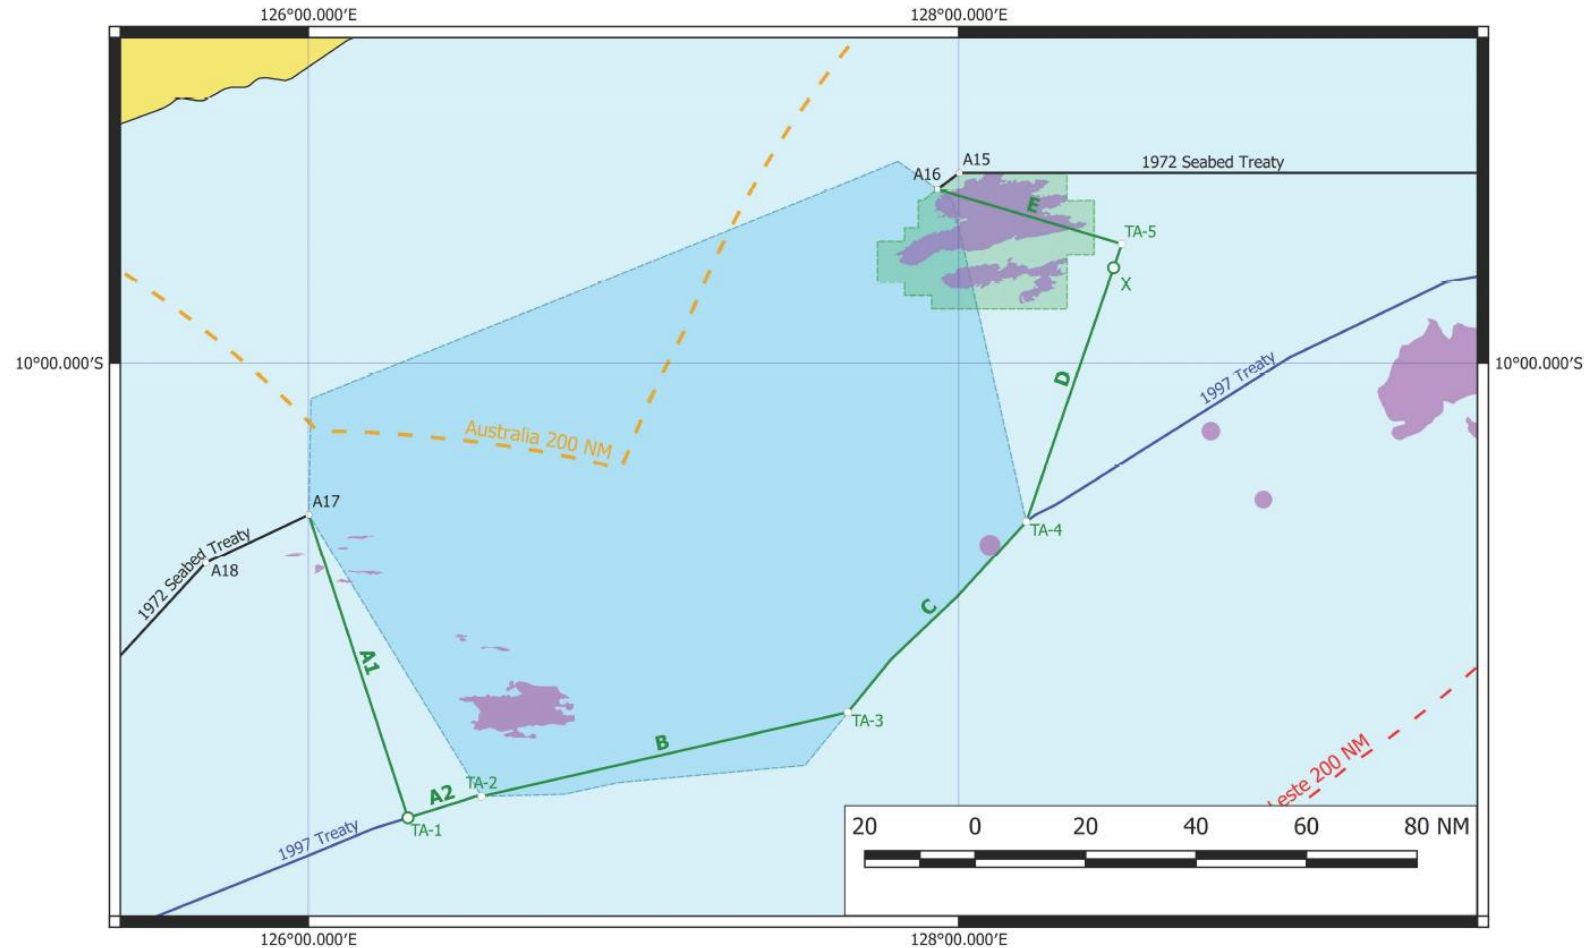 126°00.000′E
128°00.000′E
A15
1972 Seabed Treaty
A16
E
TA-5
X
10°00.000′S
10°00.000′S
D
1997 Treaty
Australia 200 NM
A17
1972 Seabed Treaty
A18
TA-4
C
A1
TA-3
B
TA-2
A2
TA-1
1997 Treaty
Leste 200 NM
20 0 20 40 60 80 NM
126°00.000′E
128°00.000′E